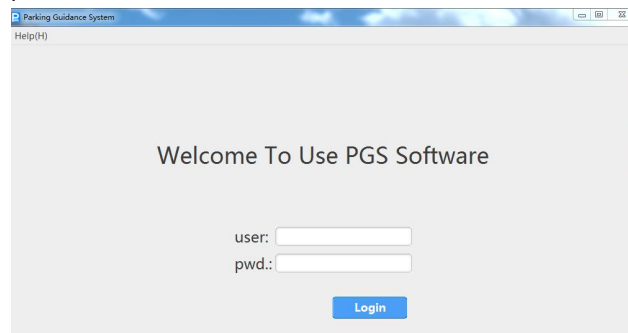 Parking Guidance System
Help(H)
Welcome To Use PGS Software
user:
pwd.:
Login